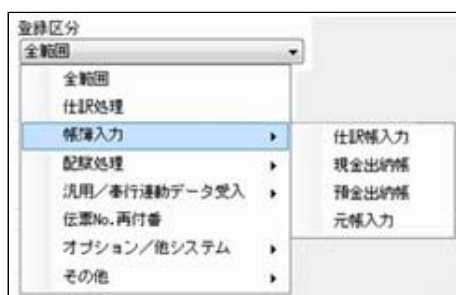 登録区分
全範囲
全範囲
仕訳処理
帳簿入力
配賦処理
汎用／奉行連動データ受入
伝票No.再付番
オプション／他システム
その他
仕訳帳入力
現金出納帳
預金出納帳
元帳入力